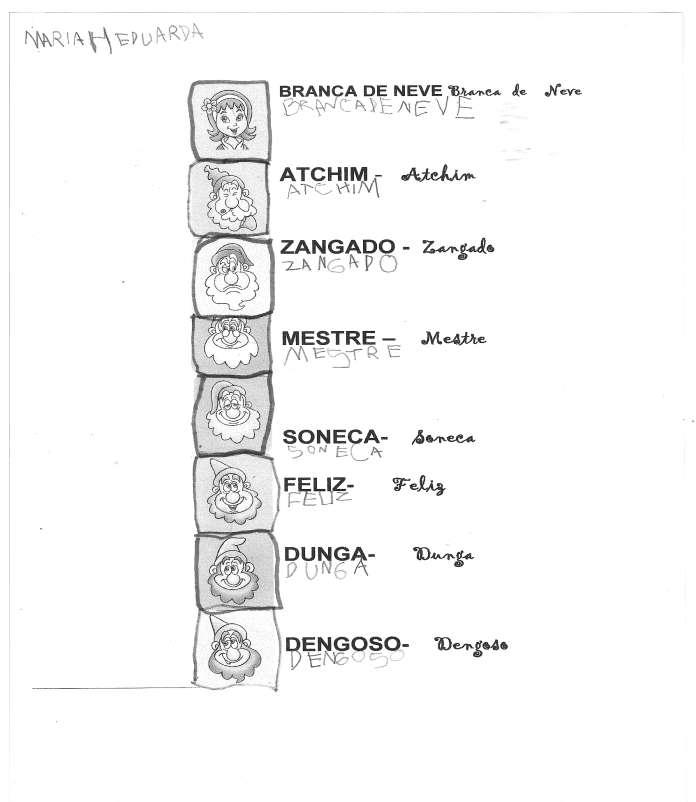 MARIA H EDUARDA
BRANCA DE NEVE Branca de Neve
BRANCADENEVE
ATCHIM - Atchim
ATCHIM
ZANGADO - Zangado
ZANGADO
MESTRE – Mestre
MESTRE
SONECA- Soneca
SONECA
FELIZ- Feliz
FELIZ
DUNGA- Dunga
DUNGA
DENGOSO- Dengoso
DENGOSO